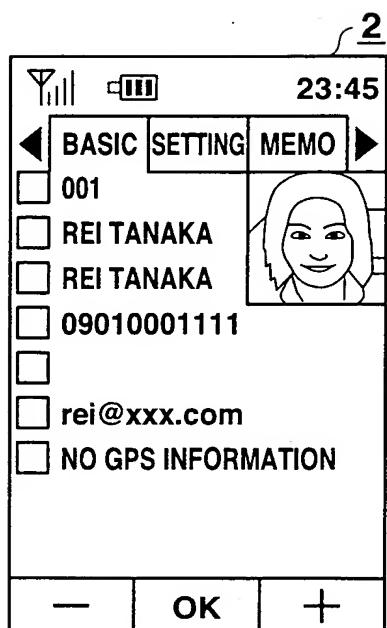 2
23:45
BASIC SETTING MEMO
001
REI TANAKA
REI TANAKA
09010001111
rei@xxx.com
NO GPS INFORMATION
— OK +